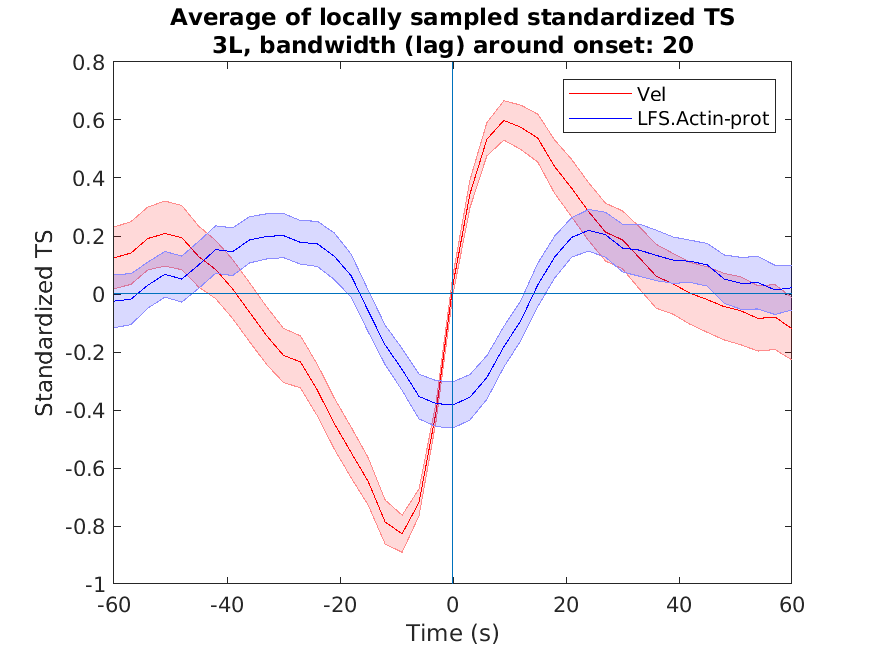 Average of locally sampled standardized TS
3L, bandwidth (lag) around onset: 20
Vel
LFS.Actin-prot
Standardized TS
0.8
0.6
0.4
0.2
0
-0.2
-0.4
-0.6
-0.8
-1
-60 -40 -20 0 20 40 60
Time (s)